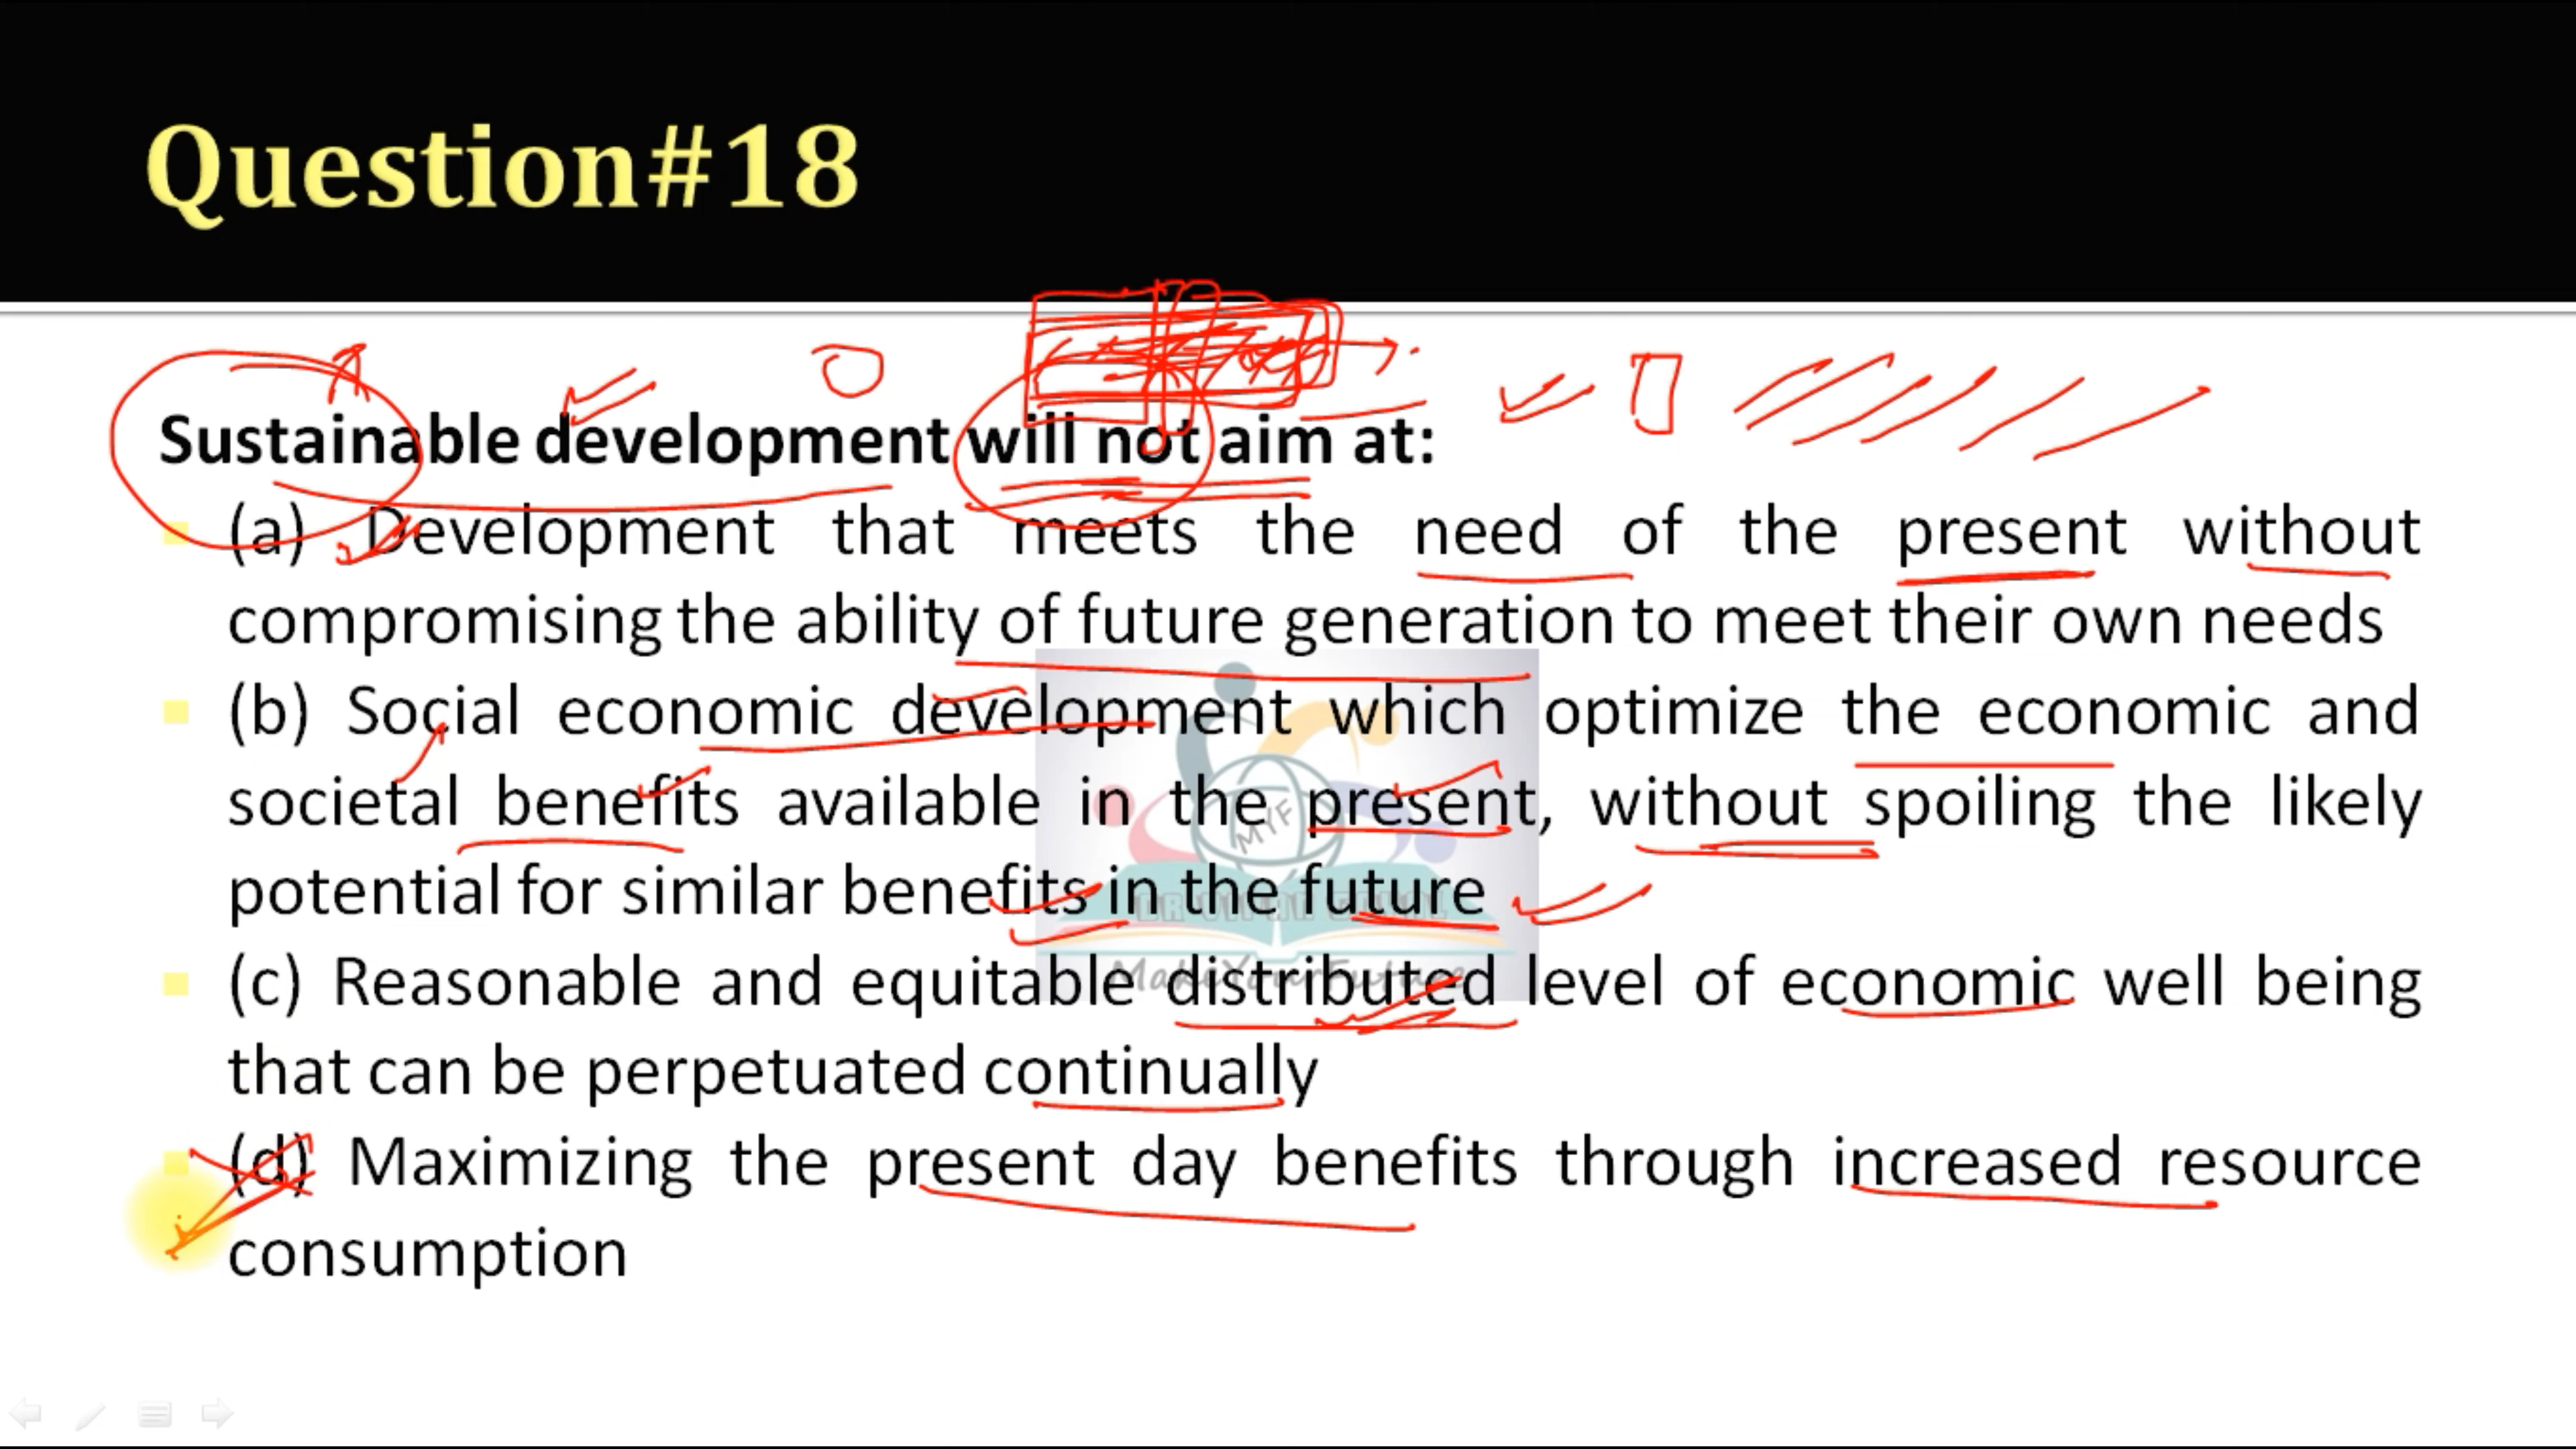 Question#18
Sustainable development will not aim at:
(a) Development that meets the need of the present without
compromising the ability of future generation to meet their own needs
(b) Social economic development which optimize the economic and
societal benefits available in the present, without spoiling the likely
potential for similar benefits in the future
(c) Reasonable and equitable distributed level of economic well being
that can be perpetuated continually
(d) Maximizing the present day benefits through increased resource
consumption
MYF
MakeYourFuture